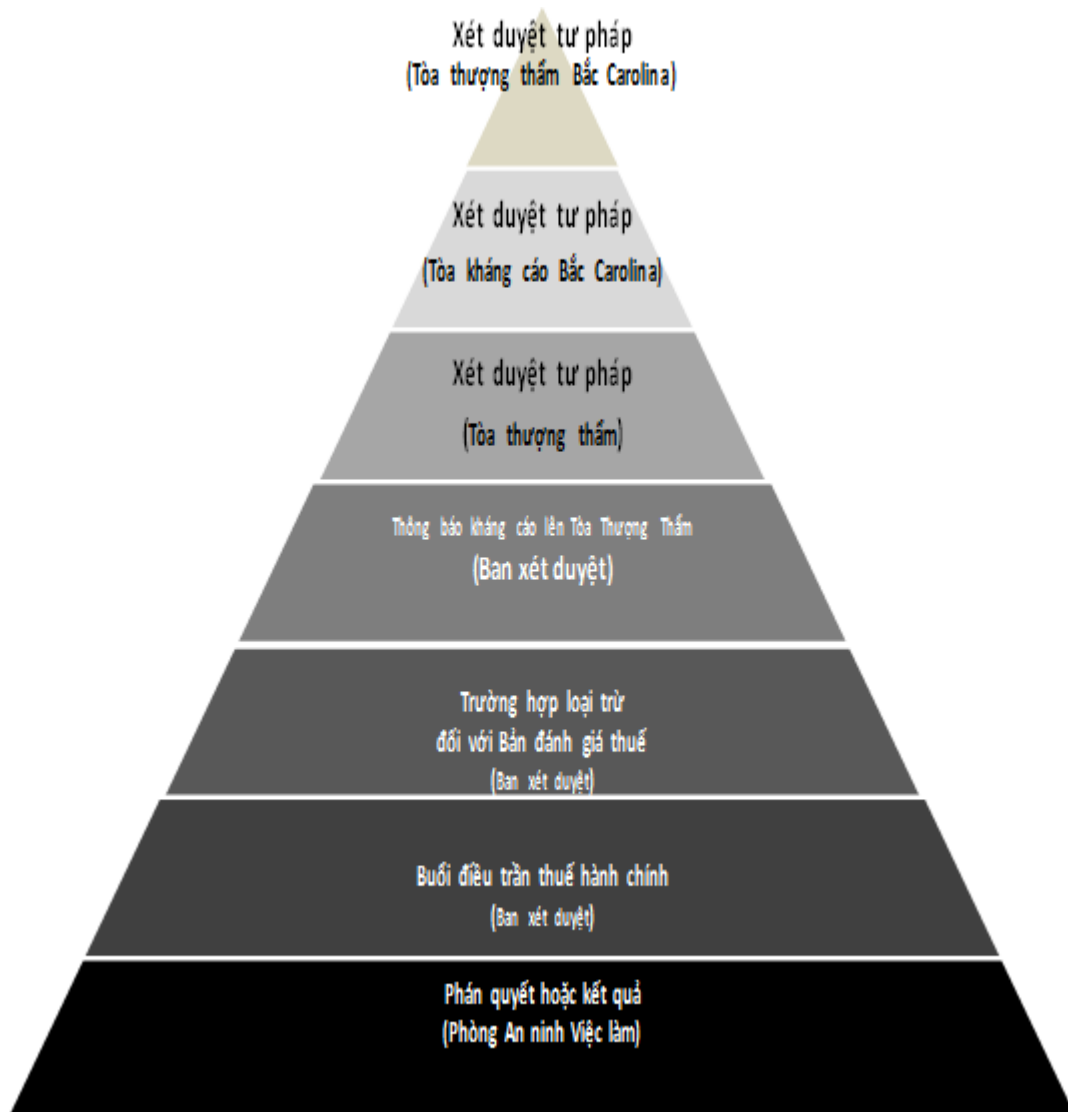 Xét duyệt tư pháp
(Tòa thượng thẩm Bắc Carolina)
Xét duyệt tư pháp
(Tòa kháng cáo Bắc Carolina)
Xét duyệt tư pháp
(Tòa thượng thẩm)
Thông báo kháng cáo lên Tòa Thượng Thẩm
(Ban xét duyệt)
Trường hợp loại trừ
đối với Bản đánh giá thuế
(Ban xét duyệt)
Buổi điều trần thuế hành chính
(Ban xét duyệt)
Phán quyết hoặc kết quả
(Phòng An ninh Việc làm)